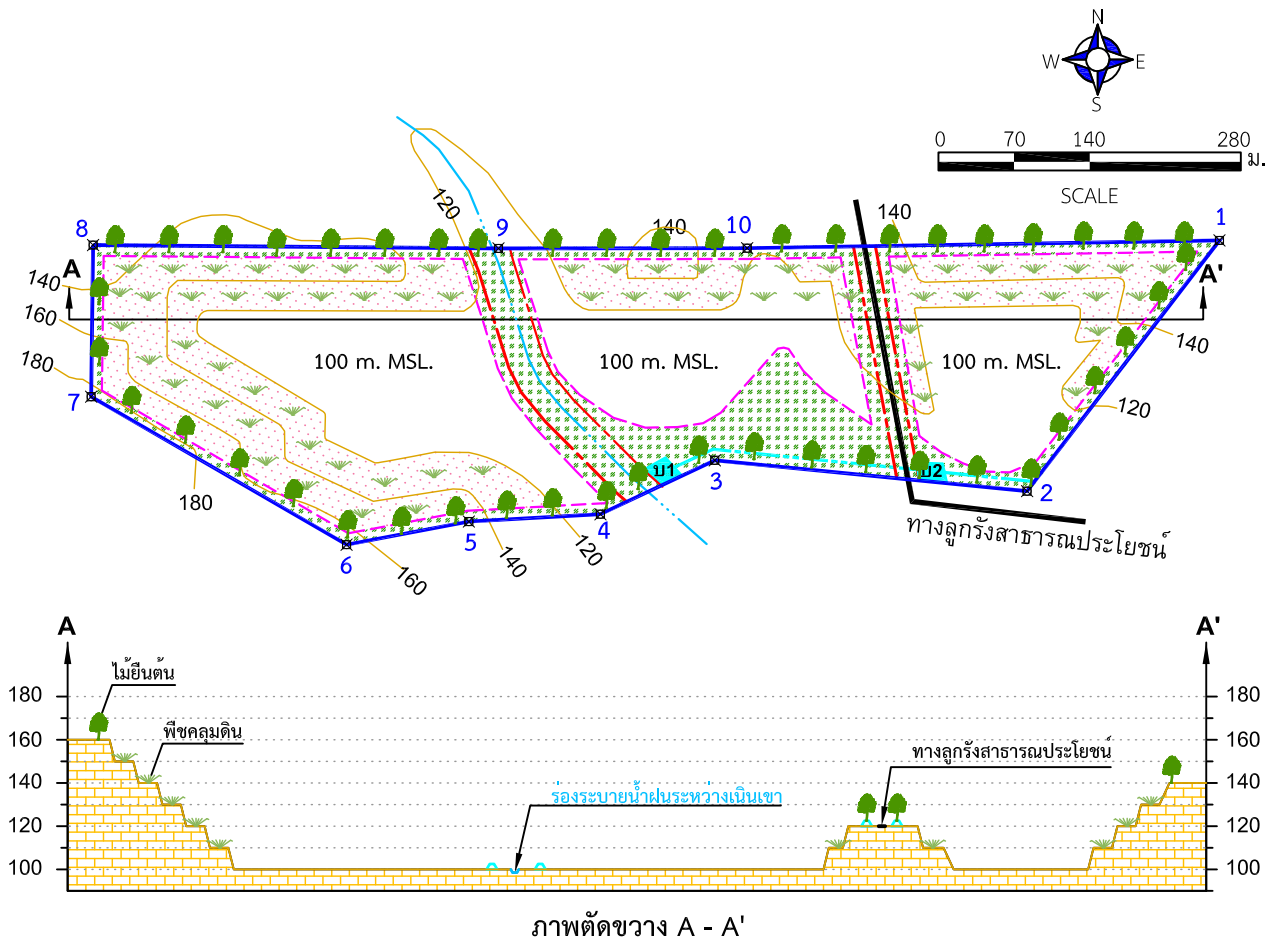 N
W E
S
0 70 140 280 ม.
SCALE
8 120 9 140 10 140 1
A A'
140
160
180
100 m. MSL. 100 m. MSL. 100 m. MSL.
140
120
7
บ1 3 บ2 2
180
4
5
6 160 140 120
ทางลูกรังสาธารณประโยชน์
A A'
ไม้ยืนต้น
180 180
พืชคลุมดิน
160 ทางลูกรังสาธารณประโยชน์ 160
140 140
ร่องระบายน้ำฝนระหว่างเนินเขา
120 120
100 100
ภาพตัดขวาง A - A'